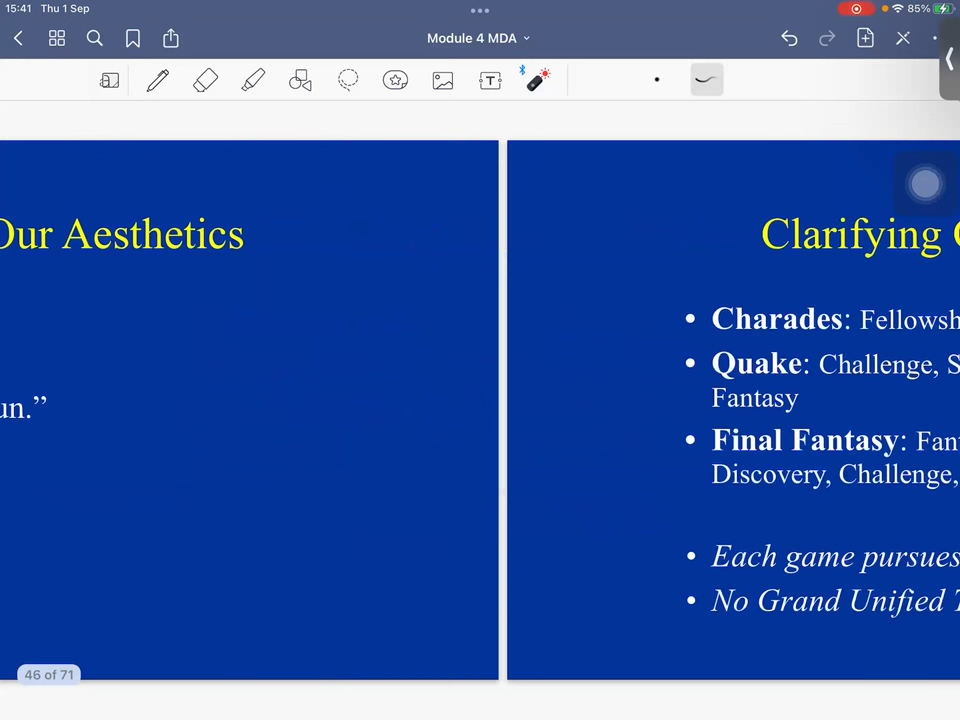 15:41 Thu 1 Sep
85%
Module 4 MDA
T
Our Aesthetics
un.”
46 of 71
Clarifying
• Charades: Fellowsh
• Quake: Challenge, S
Fantasy
• Final Fantasy: Fant
Discovery, Challenge,
• Each game pursues
• No Grand Unified T